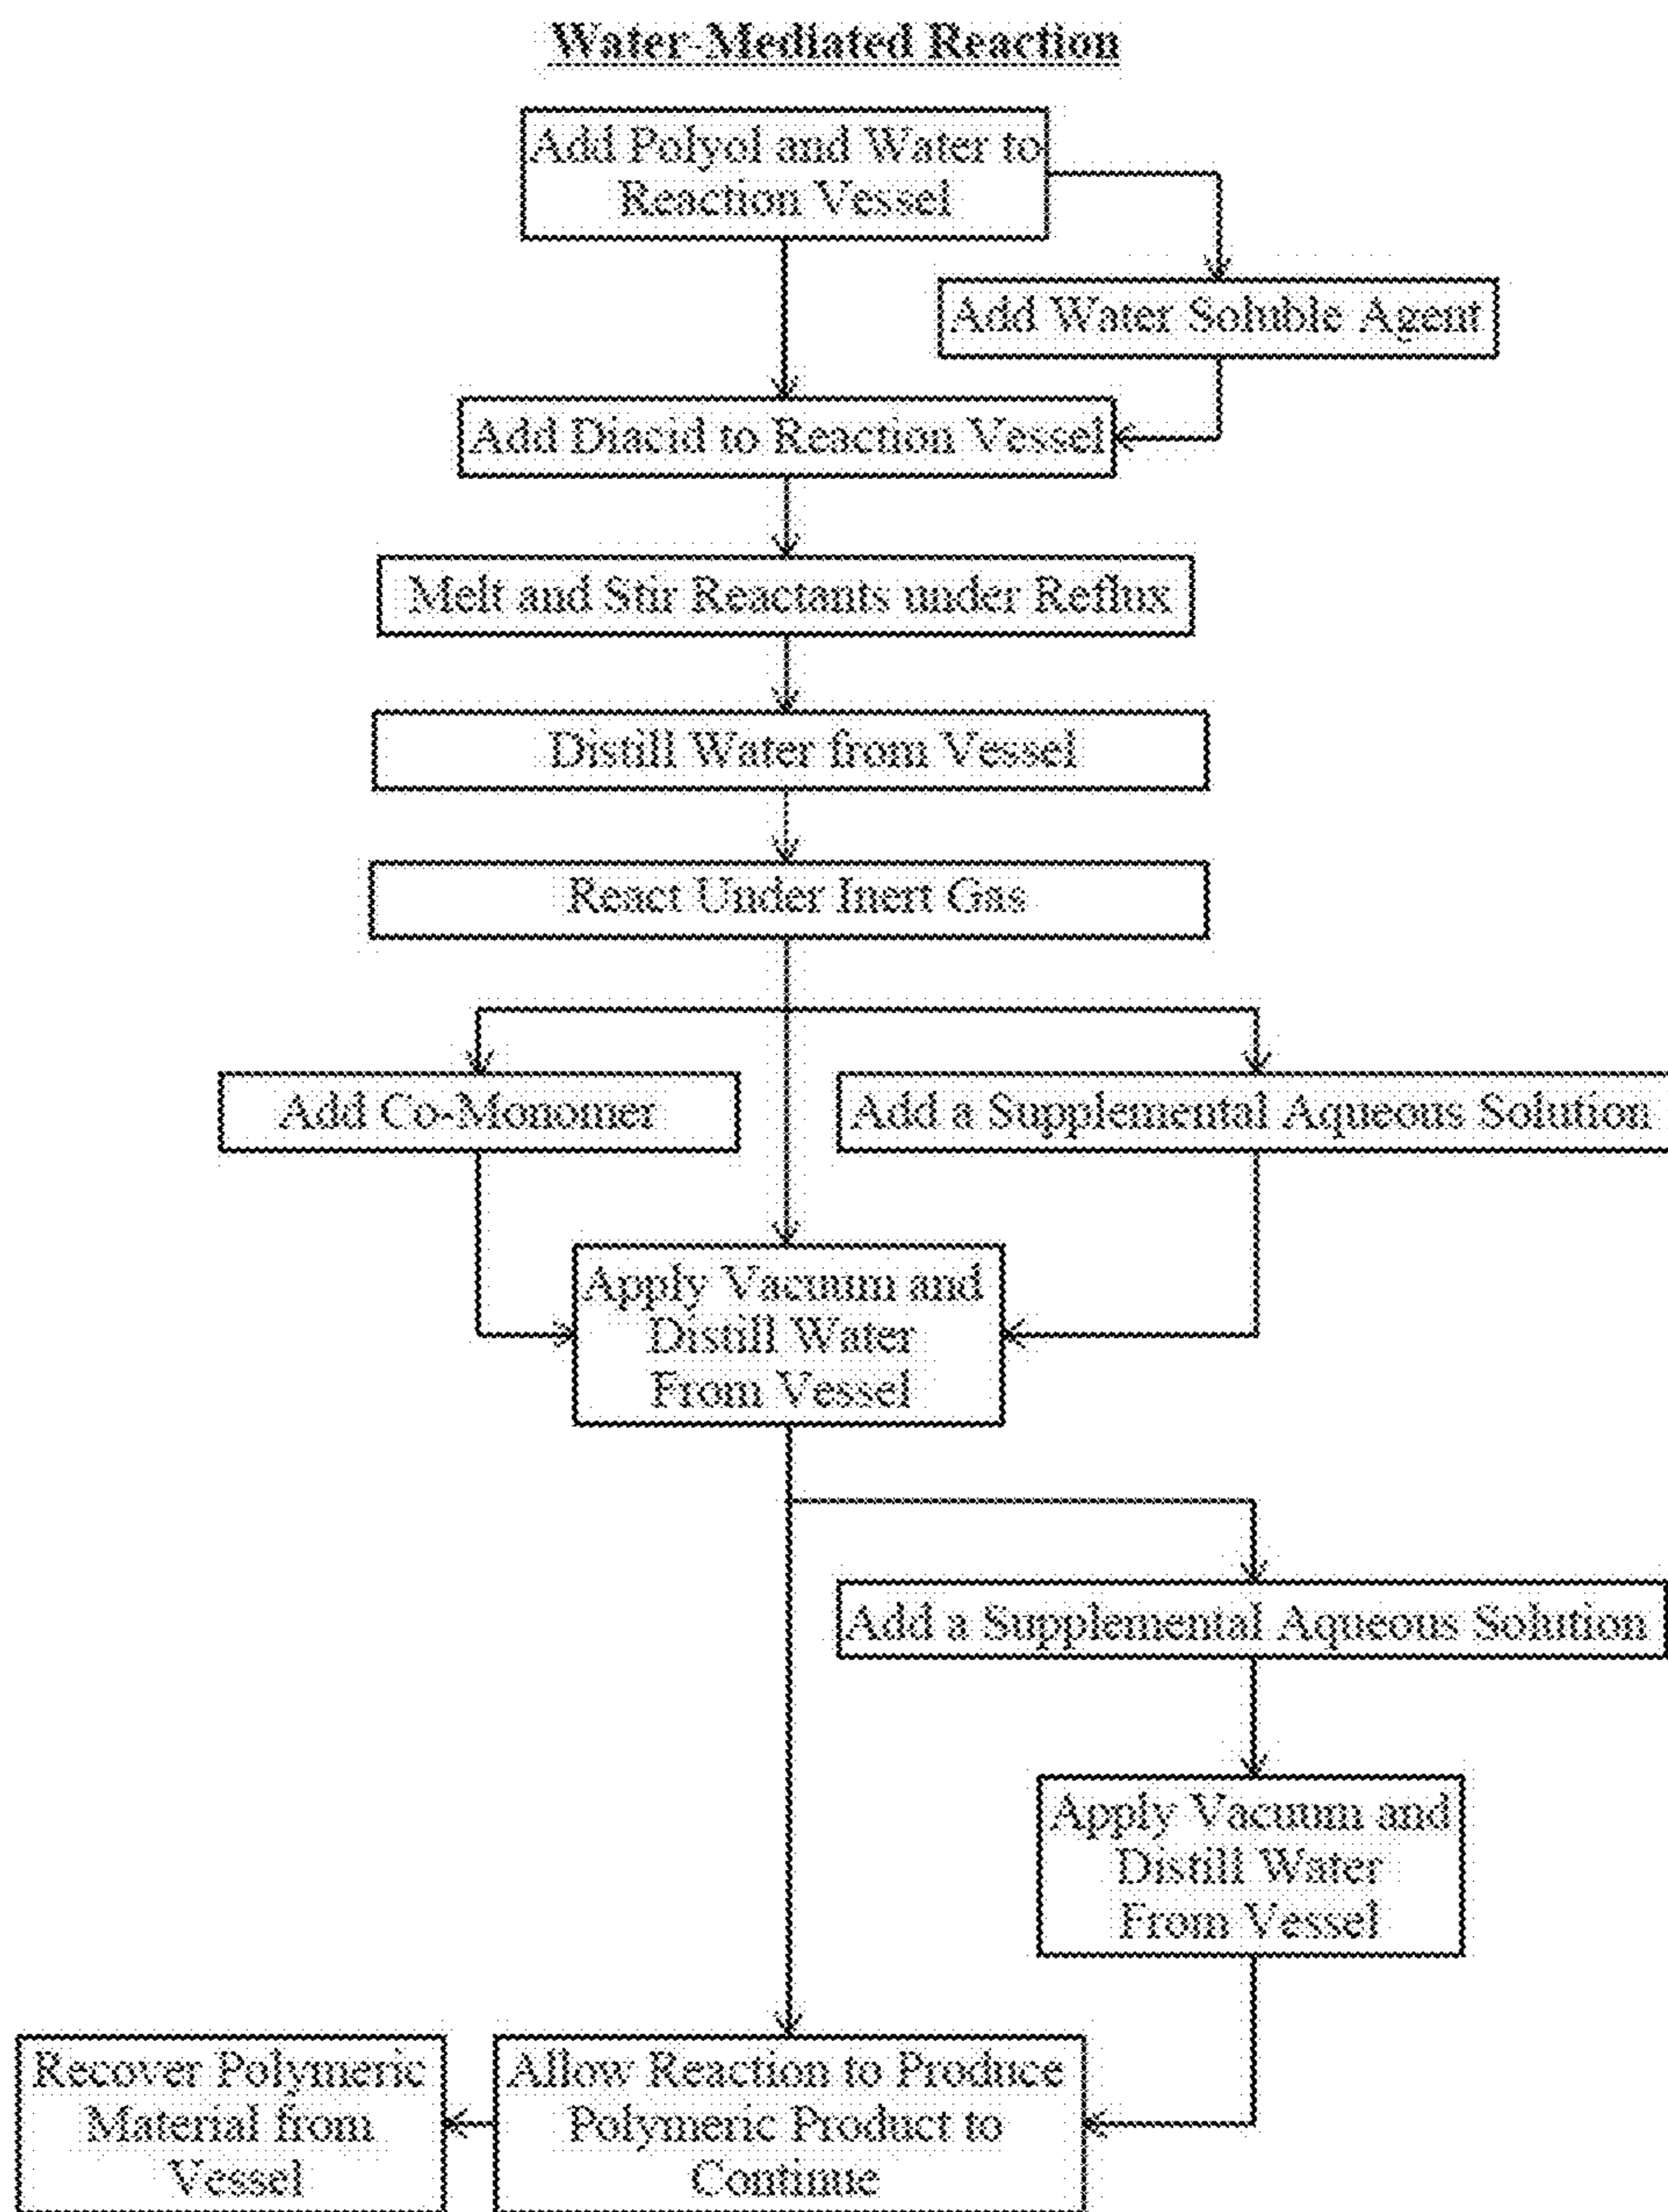 Water-Mediated Reaction
Add Polyol and Water to
Reaction Vessel
Add Water Soluble Agent
Add Diacid to Reaction Vessel
Melt and Stir Reactants under Reflux
Distill Water from Vessel
React Under Inert Gas
Add Co-Monomer
Add a Supplemental Aqueous Solution
Apply Vacuum and
Distill Water
From Vessel
Add a Supplemental Aqueous Solution
Apply Vacuum and
Distill Water
From Vessel
Recover Polymeric
Material from
Vessel
Allow Reaction to Produce
Polymeric Product to
Continue